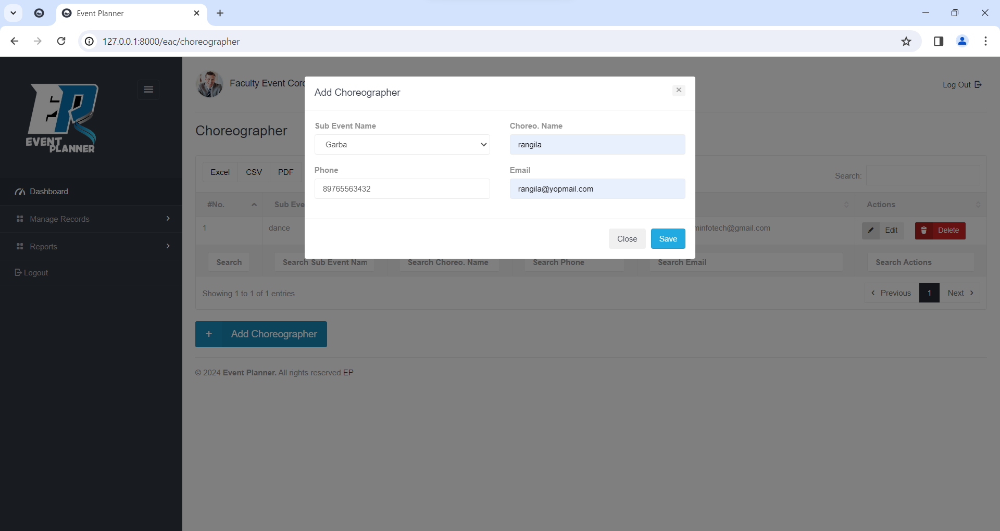 Event Planner
127.0.0.1:8000/eac/choreographer
EVENT
PLANNER
Faculty Event
Log Out
Choreographer
Add Choreographer
Sub Event Name
Choreo. Name
Garba
rangila
Phone
Email
89765563432
rangila@yopmail.com
Close
Save
Dashboard
Manage Records
Reports
Logout
Excel
CSV
PDF
Search:
#No.
Sub
Actions
1
dance
infotech@gmail.com
Edit
Delete
Search
Search Sub Event Nam
Search Choreo. Name
Search Phone
Search Email
Search Actions
Showing 1 to 1 of 1 entries
Previous
1
Next
+ Add Choreographer
© 2024 Event Planner. All rights reserved.EP